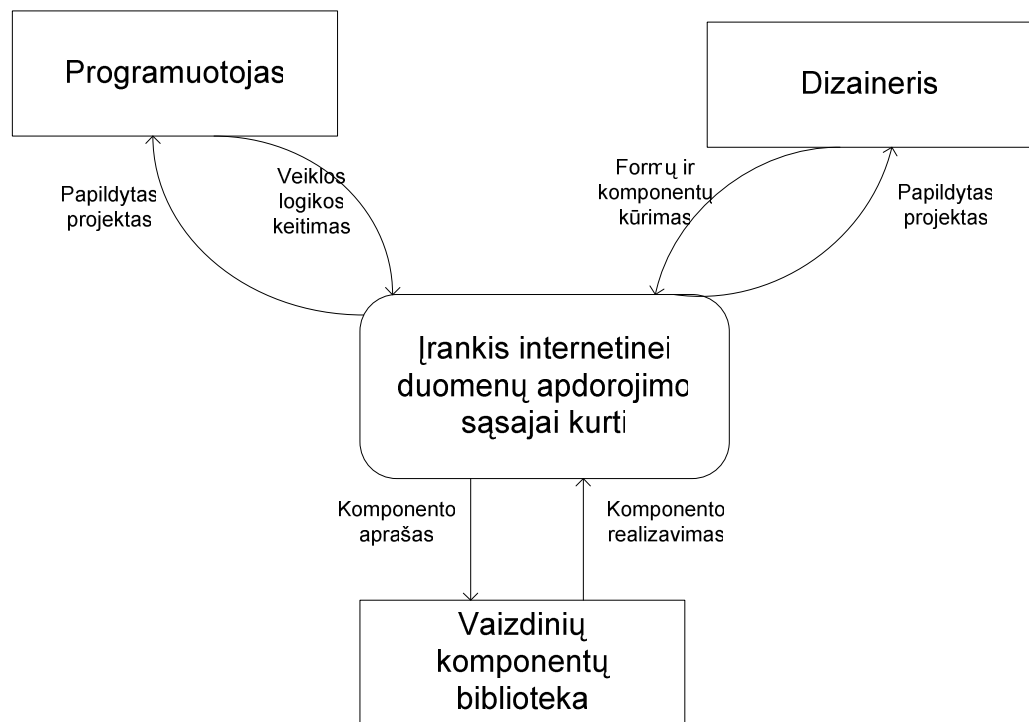 Programuotojas
Dizaineris
Papildytas
projektas
Veiklos
logikos
keitimas
Formų ir
komponentų
kūrimas
Papildytas
projektas
Įrankis internetinei
duomenų apdorojimo
sąsajai kurti
Komponento
aprašas
Komponento
realizavimas
Vaizdinių
komponentų
biblioteka